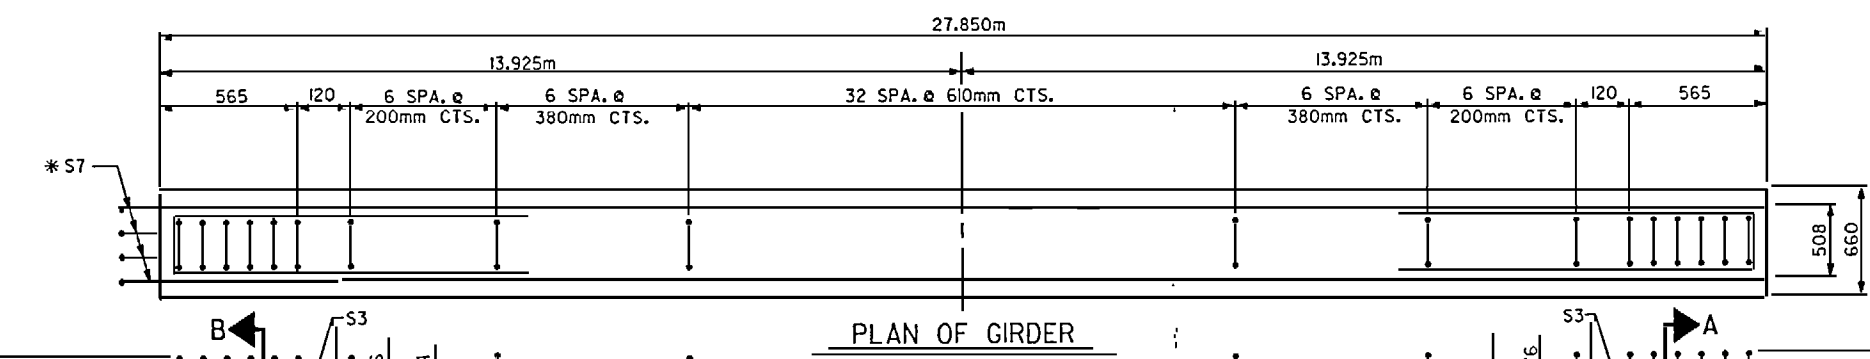 27.850m
13.925m
13.925m
565
120
6 SPA. @
200mm CTS.
6 SPA. @
380mm CTS.
32 SPA. @ 610mm CTS.
6 SPA. @
380mm CTS.
6 SPA. @
200mm CTS.
120
565
* S7
508
660
B
S3
PLAN OF GIRDER
S3
A